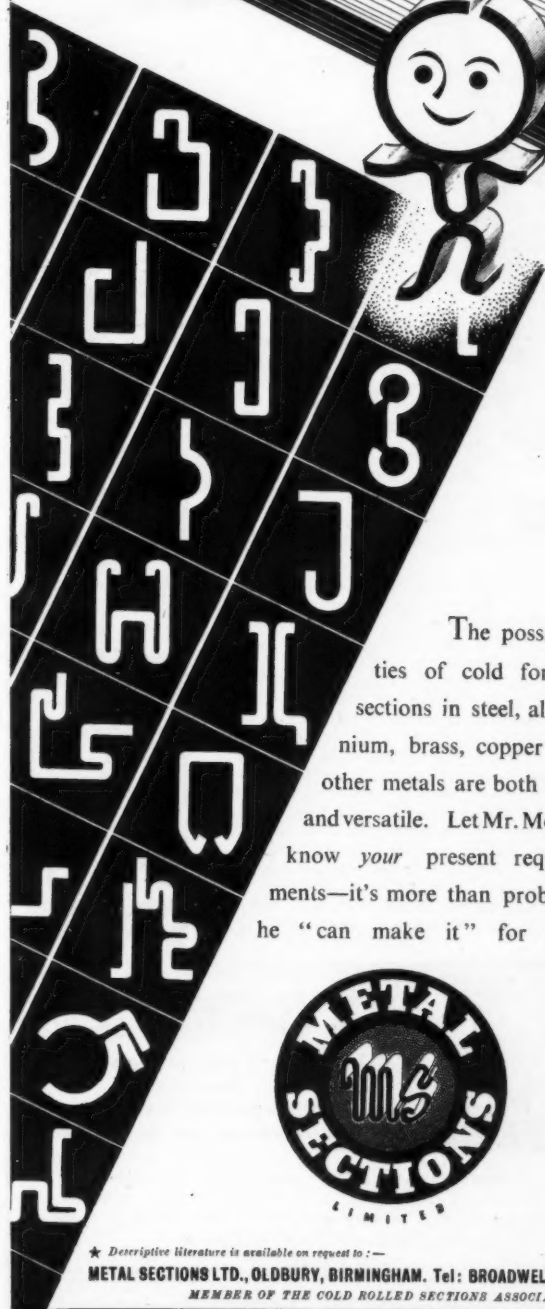 The poss
ties of cold for
sections in steel, al
nium, brass, copper
other metals are both
and versatile. Let Mr. Me
know your present req
ments—it's more than prob
he "can make it" for
METAL
ms
SECTIONS
LIMITED
★ Descriptive literature is available on request to :—
METAL SECTIONS LTD., OLDBURY, BIRMINGHAM. Tel: BROADWEL
MEMBER OF THE COLD ROLLED SECTIONS ASSOCI